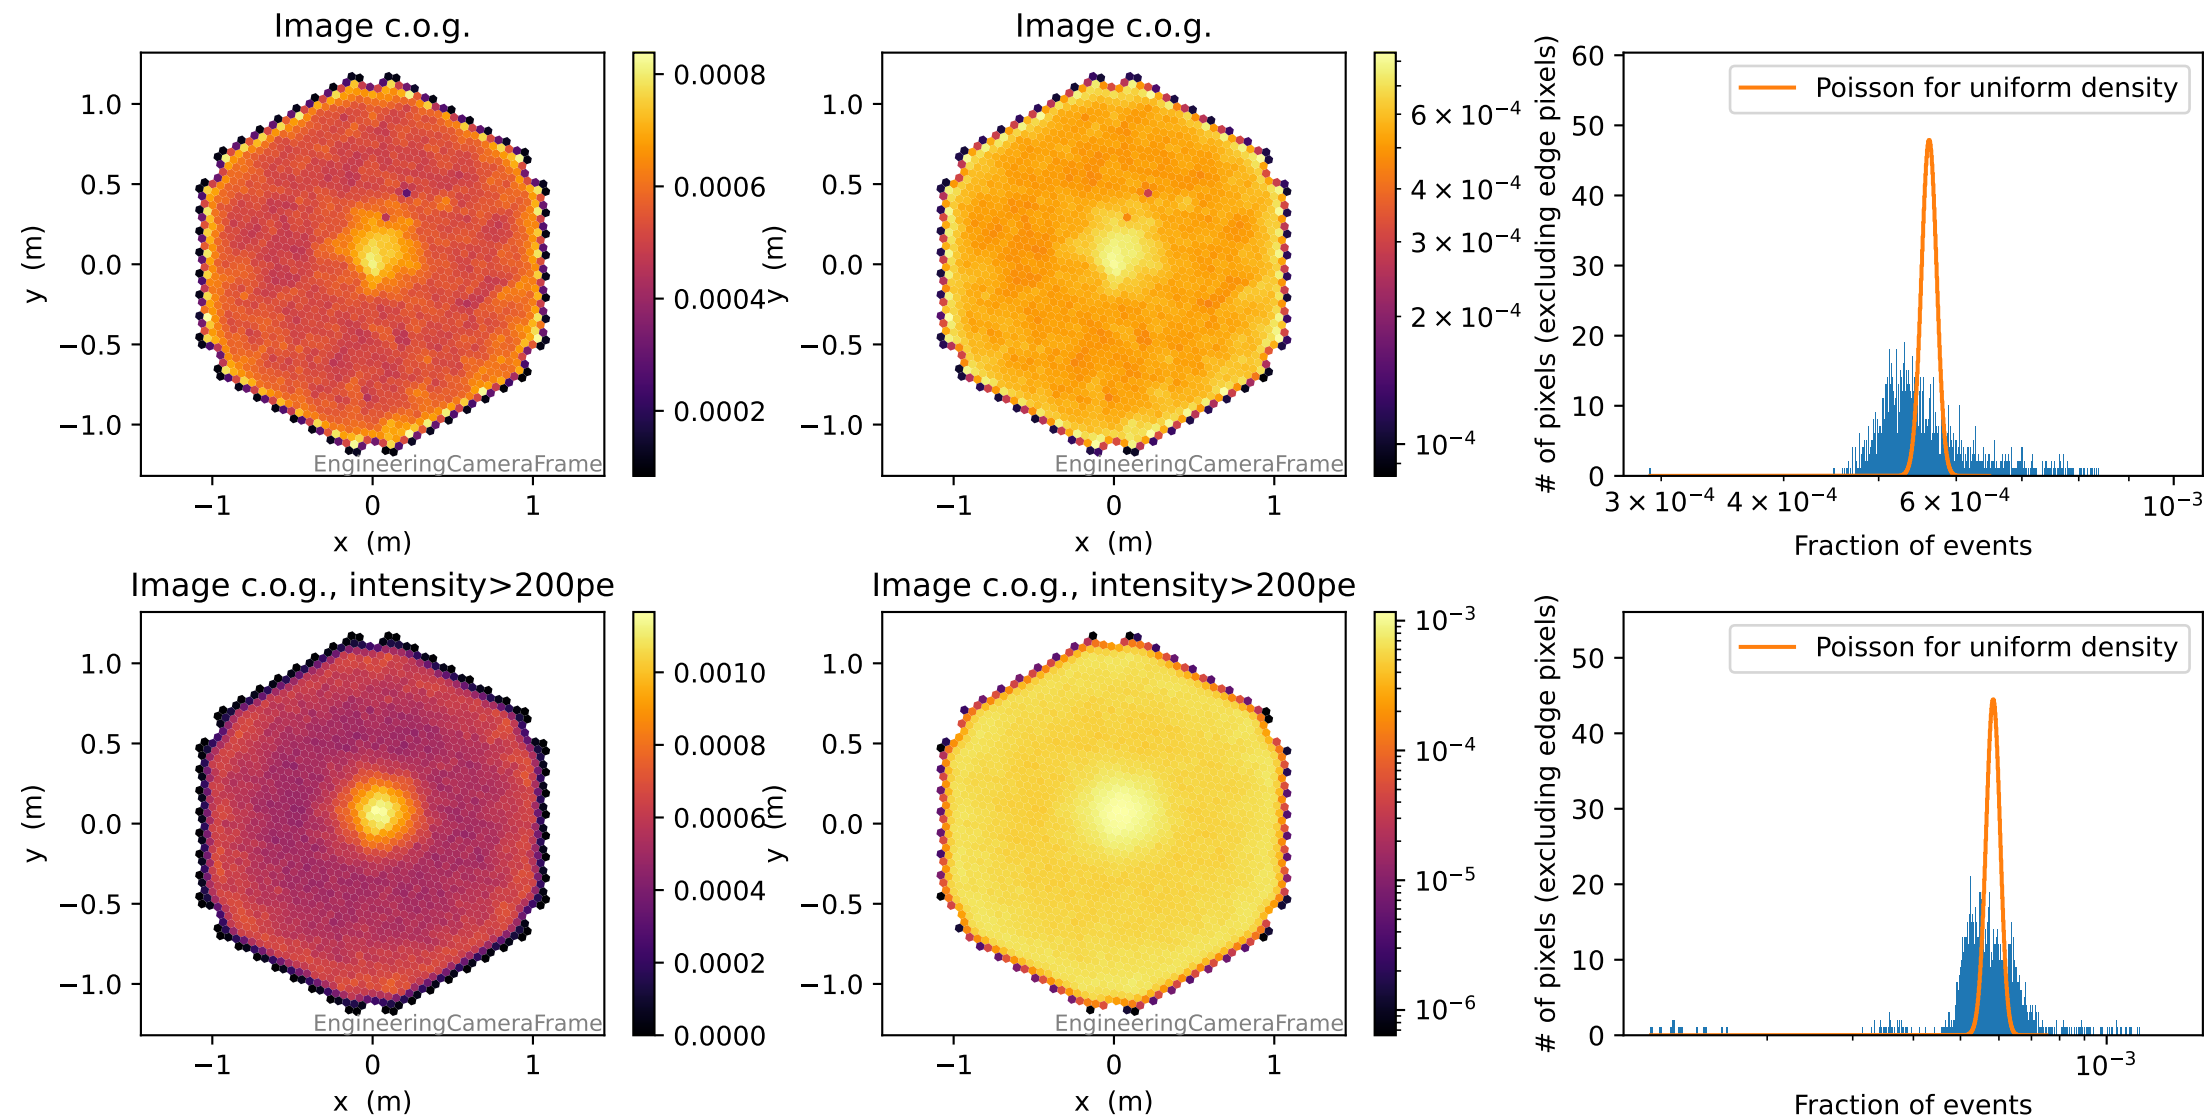 Image c.o.g.
1.0
0.5
0.0
−0.5
−1.0
y (m)
EngineeringCameraFrame
−1
0
1
x (m)
0.0008
0.0006
0.0004
0.0002
Image c.o.g.
1.0
0.5
0.0
−0.5
−1.0
y (m)
EngineeringCameraFrame
−1
0
1
x (m)
6 × 10⁻⁴
4 × 10⁻⁴
3 × 10⁻⁴
2 × 10⁻⁴
10⁻⁴
60
50
40
30
20
10
0
# of pixels (excluding edge pixels)
Poisson for uniform density
3 × 10⁻⁴
4 × 10⁻⁴
6 × 10⁻⁴
10⁻³
Fraction of events
Image c.o.g., intensity>200pe
1.0
0.5
0.0
−0.5
−1.0
y (m)
EngineeringCameraFrame
−1
0
1
x (m)
0.0010
0.0008
0.0006
0.0004
0.0002
0.0000
Image c.o.g., intensity>200pe
1.0
0.5
0.0
−0.5
−1.0
y (m)
EngineeringCameraFrame
−1
0
1
x (m)
10⁻³
10⁻⁴
10⁻⁵
10⁻⁶
50
40
30
20
10
0
# of pixels (excluding edge pixels)
Poisson for uniform density
10⁻³
Fraction of events